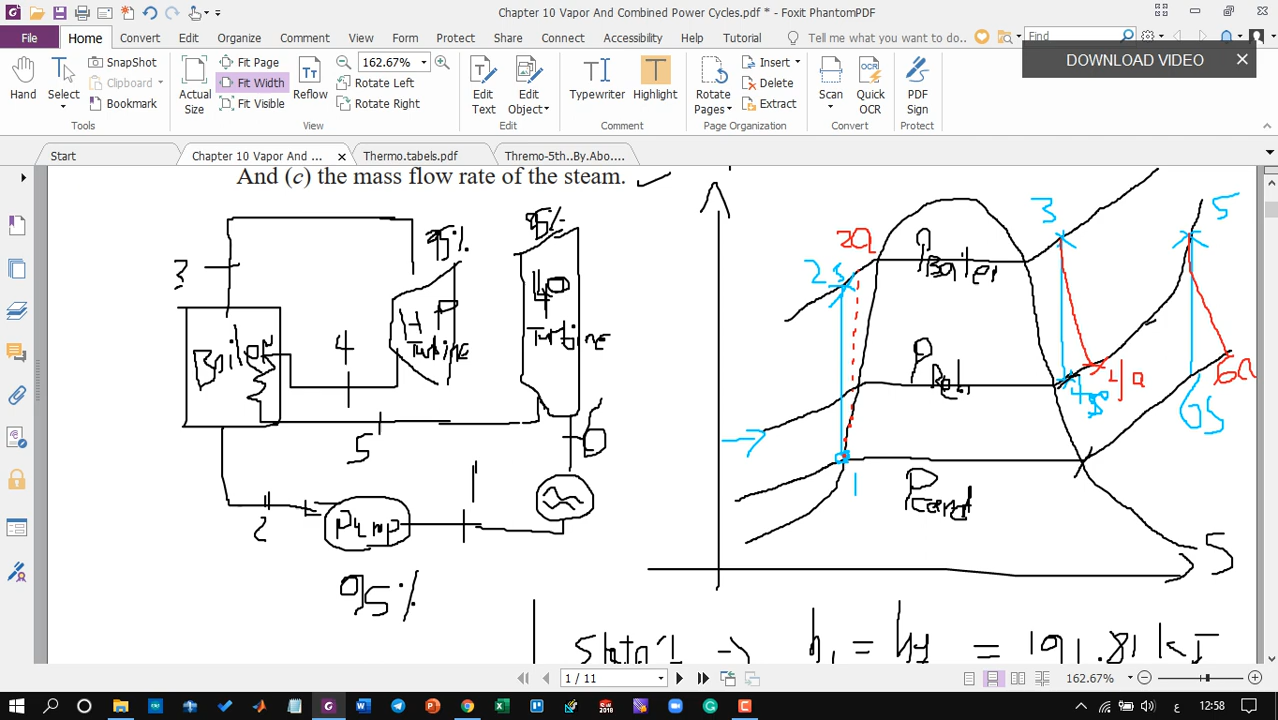 Chapter 10 Vapor And Combined Power Cycles.pdf * - Foxit PhantomPDF
File Home Convert Edit Organize Comment View Form Protect Share Connect Accessibility Help Tutorial Tell me what you want to do... Find
DOWNLOAD VIDEO
SnapShot
Clipboard
Bookmark
Hand
Select
Tools
Actual Size
Fit Page
Fit Width
Fit Visible
Reflow
162.67%
Rotate Left
Rotate Right
View
Edit Text
Edit Object
Edit
Typewriter
Highlight
Comment
Rotate Pages
Insert
Delete
Extract
Page Organization
Scan
Quick OCR
Convert
PDF Sign
Protect
Start
Chapter 10 Vapor And ...
Thermo.tabels.pdf
Thremo-5th..By.Abo....
And (c) the mass flow rate of the steam.
95%
95%
3
Boiler
4
H P Turbine
Turbine
5
6
1
2
Pump
95%
2a
2s
3
5
P Boiler
4s
4a
6s
6a
1
P Cond
S
State 1 → h1 = hf = 191.81 kJ
1 / 11
162.67%
12:58